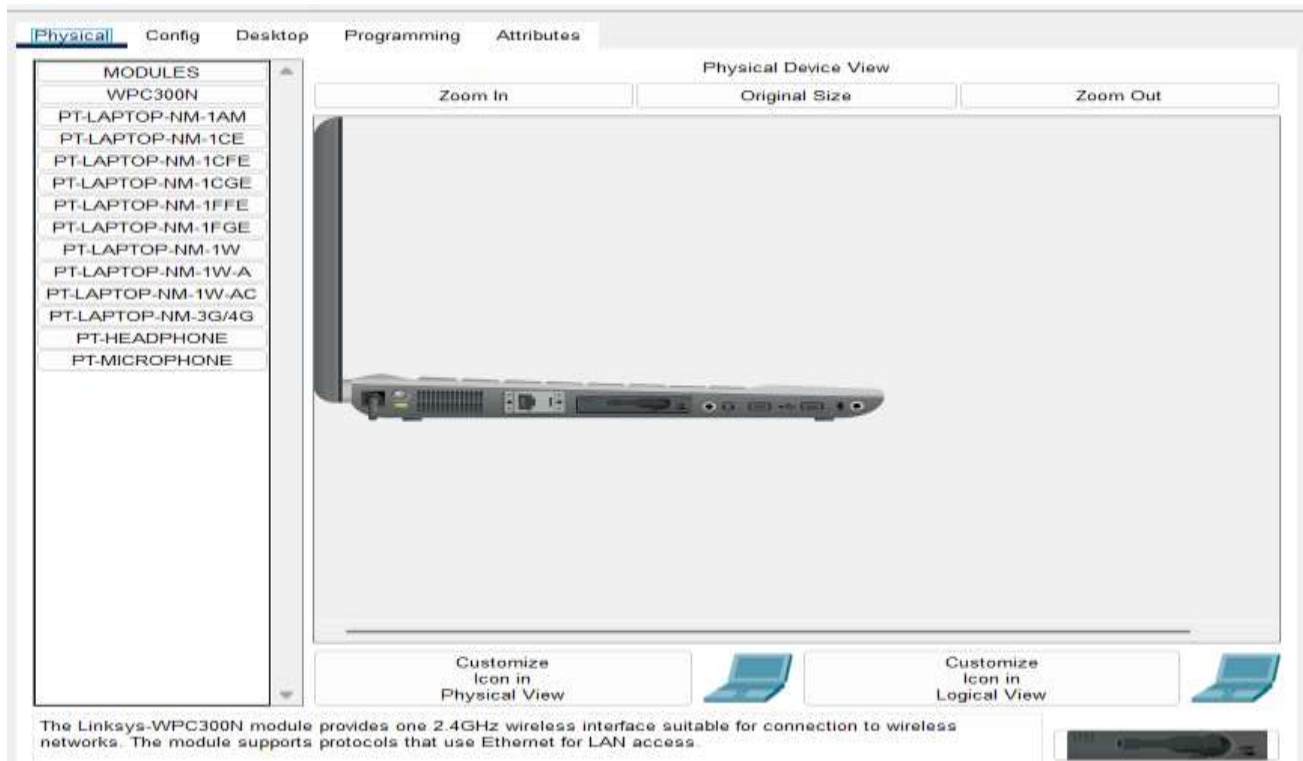 Physical Config Desktop Programming Attributes
MODULES
WPC300N
PT-LAPTOP-NM-1AM
PT-LAPTOP-NM-1CE
PT-LAPTOP-NM-1CFE
PT-LAPTOP-NM-1CGE
PT-LAPTOP-NM-1FFE
PT-LAPTOP-NM-1FGE
PT-LAPTOP-NM-1W
PT-LAPTOP-NM-1W-A
PT-LAPTOP-NM-1W-AC
PT-LAPTOP-NM-3G/4G
PT-HEADPHONE
PT-MICROPHONE
Physical Device View
Zoom In Original Size Zoom Out
Customize
Icon in
Physical View
Customize
Icon in
Logical View
The Linksys-WPC300N module provides one 2.4GHz wireless interface suitable for connection to wireless
networks. The module supports protocols that use Ethernet for LAN access.